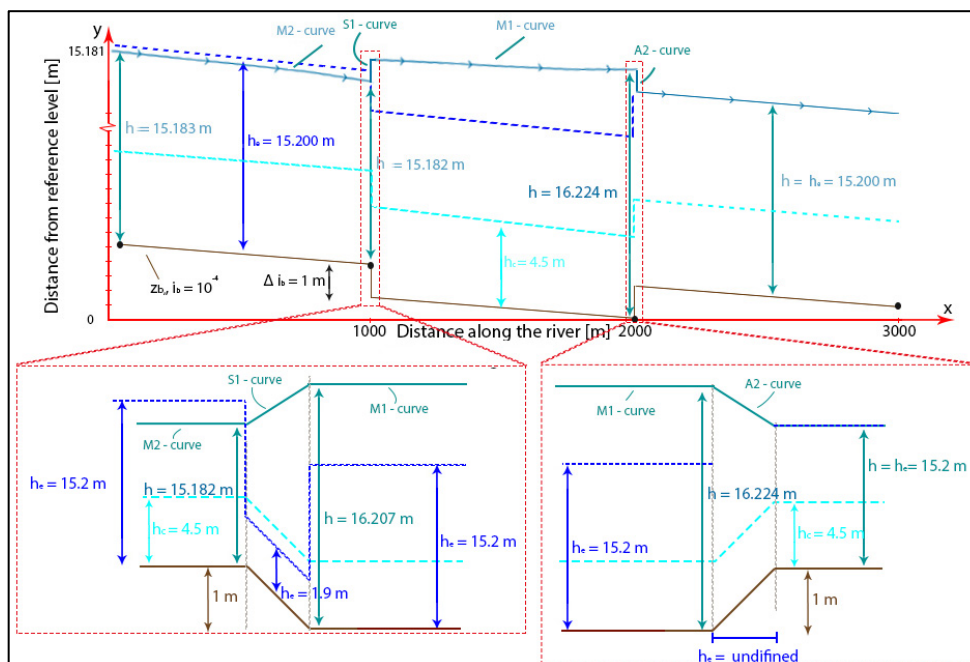 y
S1 - curve
M2 - curve
M1 - curve
A2 - curve
15.181
Distance from reference level [m]
h = 15.183 m
hₑ = 15.200 m
h = 15.182 m
h = 16.224 m
h = hₑ = 15.200 m
h꜀ = 4.5 m
z_b, i_b = 10⁻⁴
Δ i_b = 1 m
0
x
1000
Distance along the river [m]
2000
3000
S1 - curve
M1 - curve
M2 - curve
hₑ = 15.2 m
h = 15.182 m
h꜀ = 4.5 m
h = 16.207 m
hₑ = 15.2 m
hₑ = 1.9 m
1 m
A2 - curve
M1 - curve
h = hₑ = 15.2 m
h = 16.224 m
hₑ = 15.2 m
h꜀ = 4.5 m
1 m
hₑ = undifined